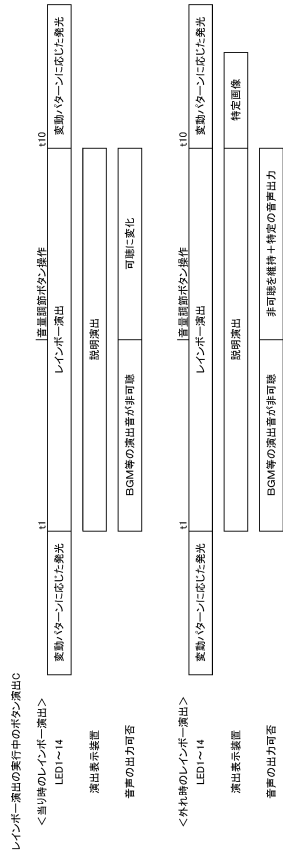 レインボー演出の実行中のボタン演出C
＜当り時のレインボー演出＞
t1 音量調節ボタン操作 t10
LED1～14 変動パターンに応じた発光 レインボー演出 変動パターンに応じた発光
演出表示装置 説明演出
音声の出力可否 BGM等の演出音が非可聴 可聴に変化
＜外れ時のレインボー演出＞
t1 音量調節ボタン操作 t10
LED1～14 変動パターンに応じた発光 レインボー演出 変動パターンに応じた発光
演出表示装置 説明演出 特定画像
音声の出力可否 BGM等の演出音が非可聴 非可聴を維持＋特定の音声出力